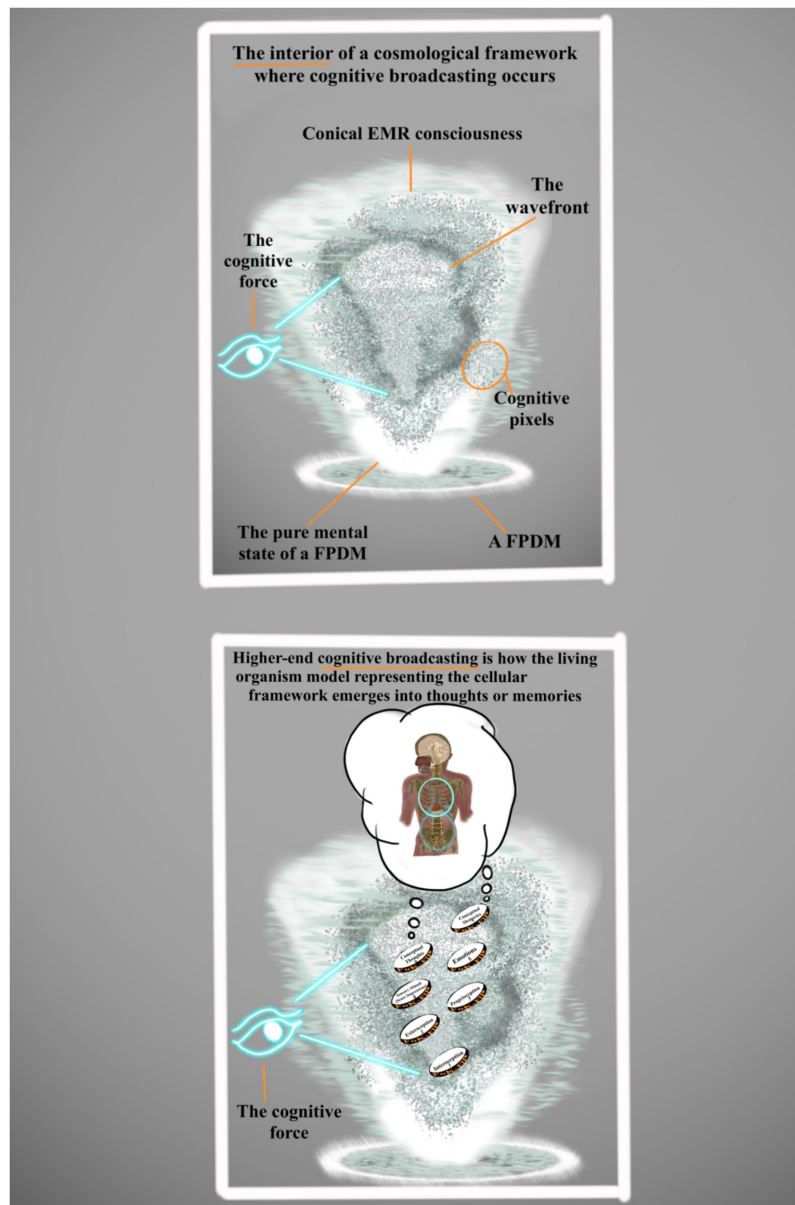 The interior of a cosmological framework
where cognitive broadcasting occurs
Conical EMR consciousness
The
wavefront
The
cognitive
force
Cognitive
pixels
The pure mental
state of a FPDM
A FPDM
Higher-end cognitive broadcasting is how the living
organism model representing the cellular
framework emerges into thoughts or memories
Conceptual
Memories
Conceptual
Thoughts
Emotions
Proprioception
Exteroception
Interoception
The cognitive
force